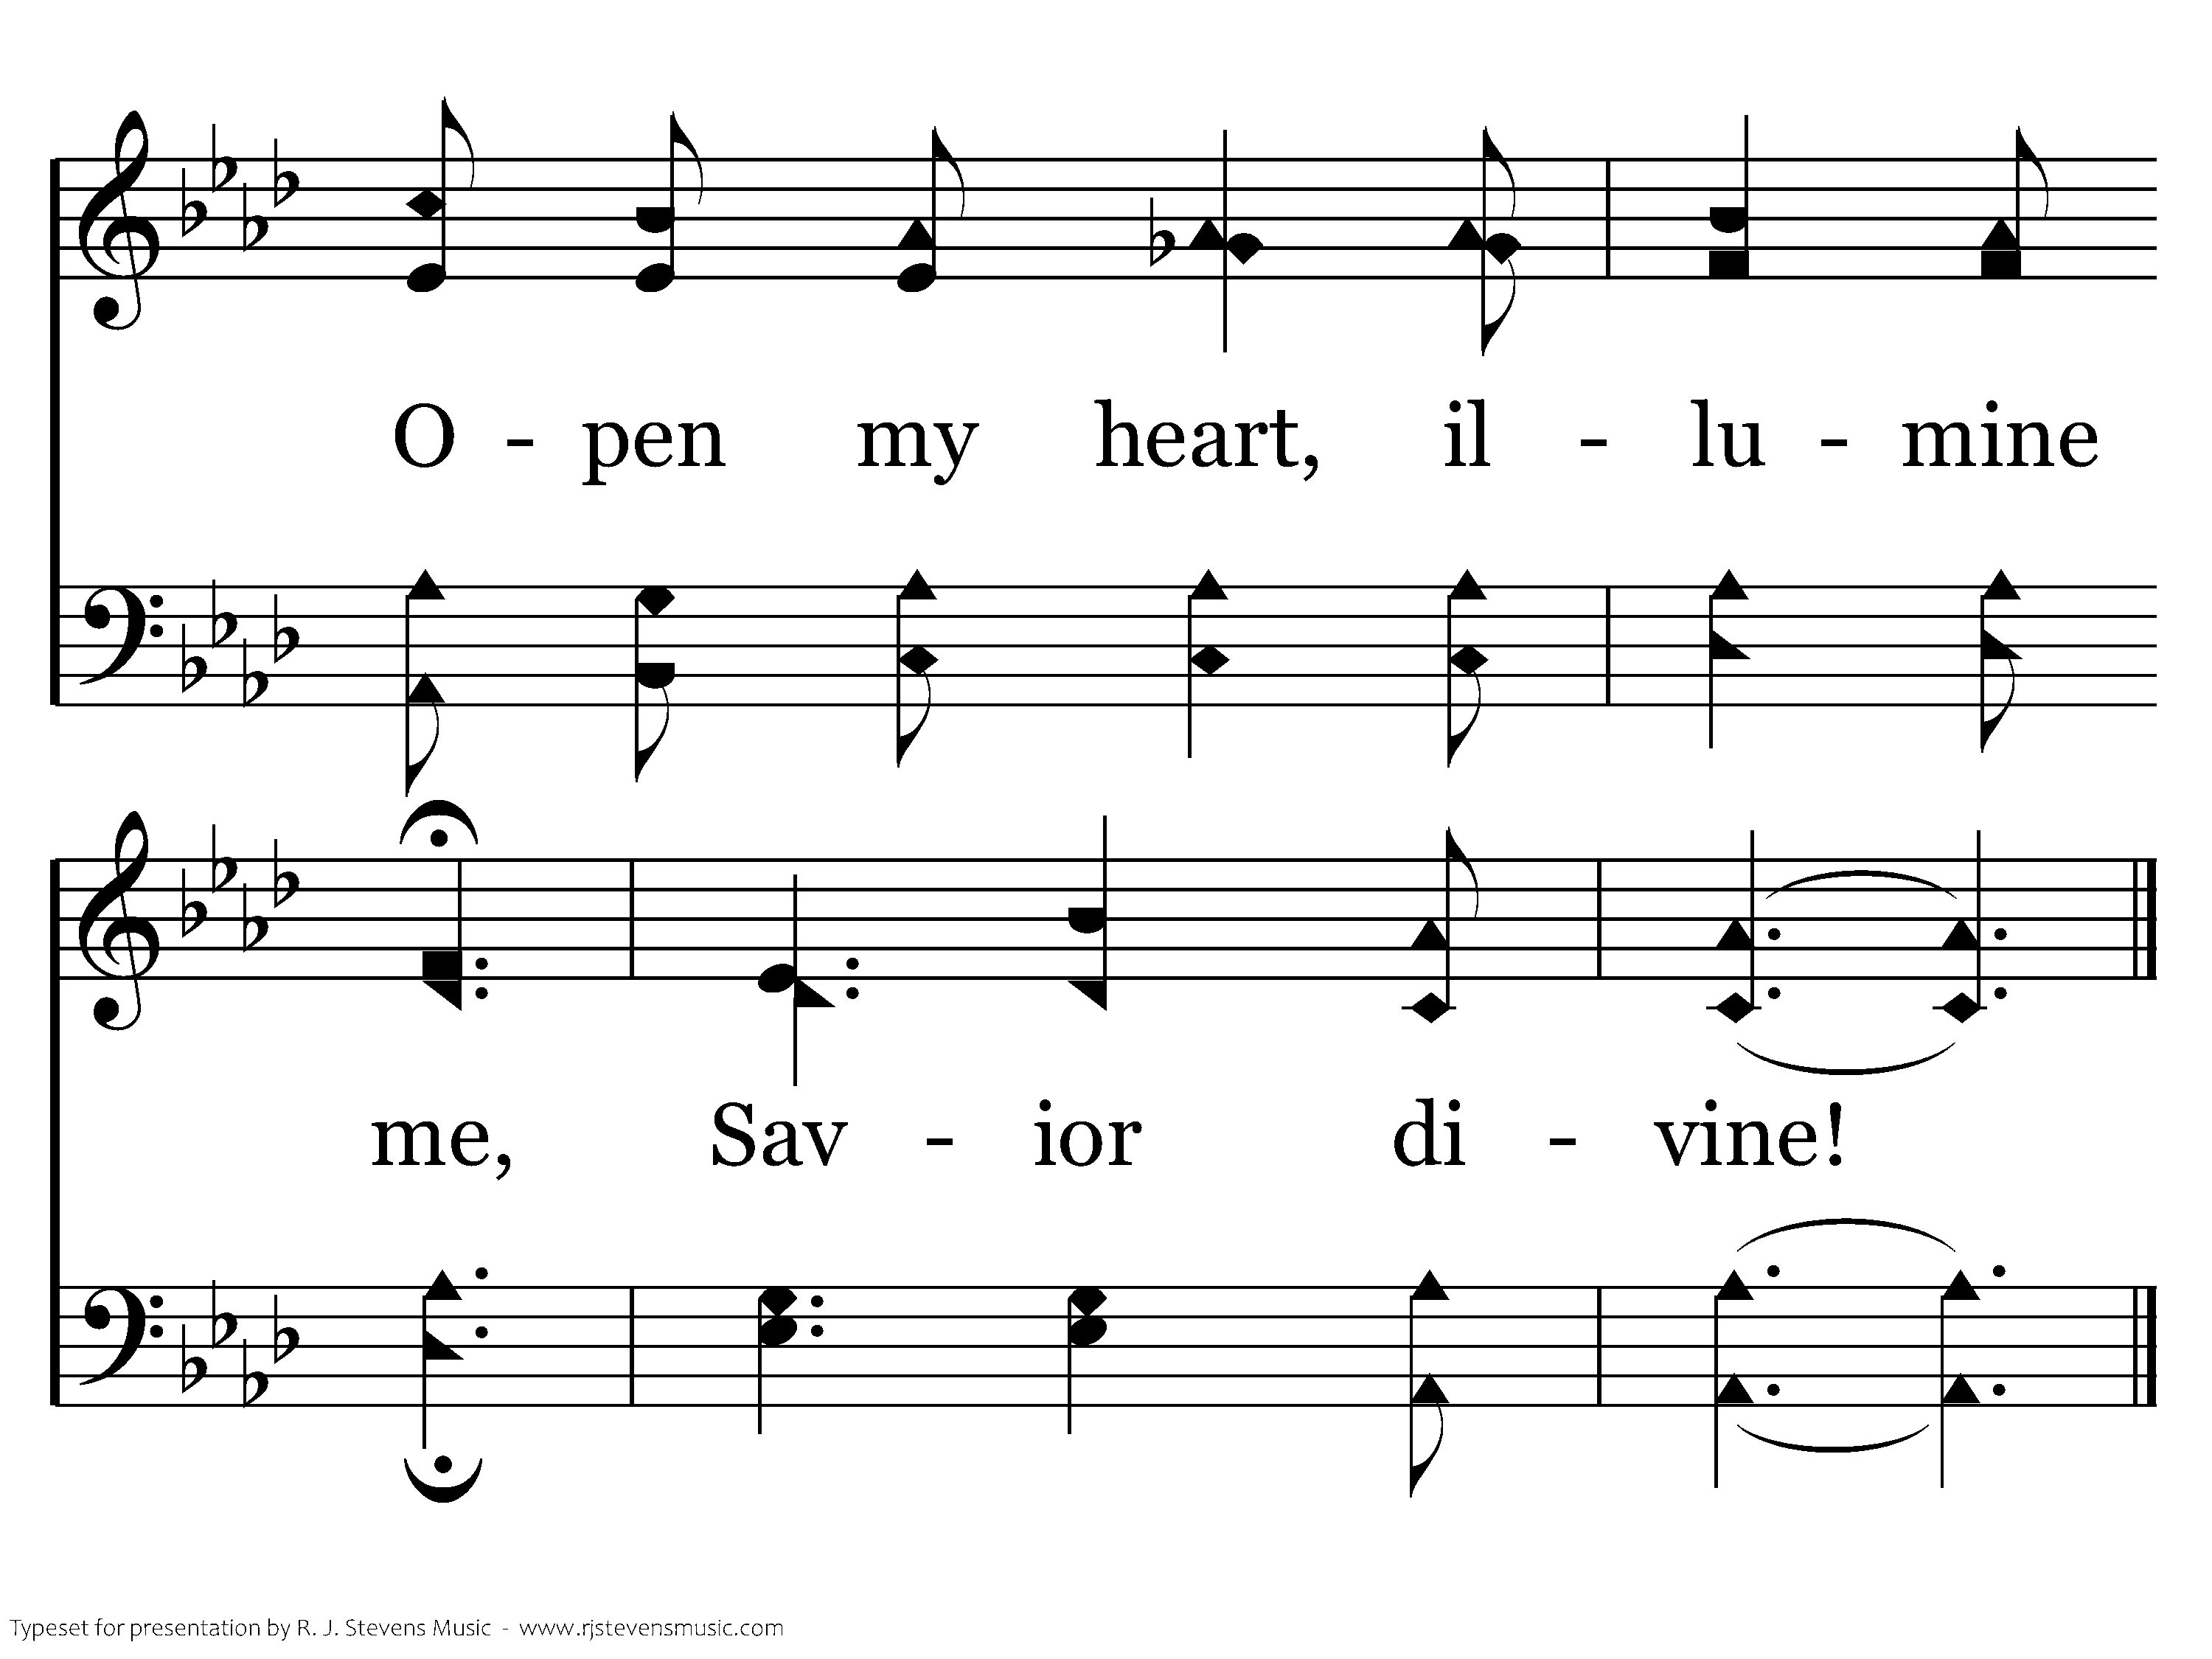 O - pen my heart, il - lu - mine
me, Sav - ior di - vine!
Typeset for presentation by R. J. Stevens Music - www.rjstevensmusic.com